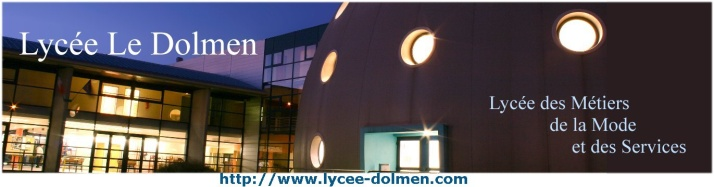 Lycée Le Dolmen
Lycée des Métiers
de la Mode
et des Services
http://www.lycee-dolmen.com